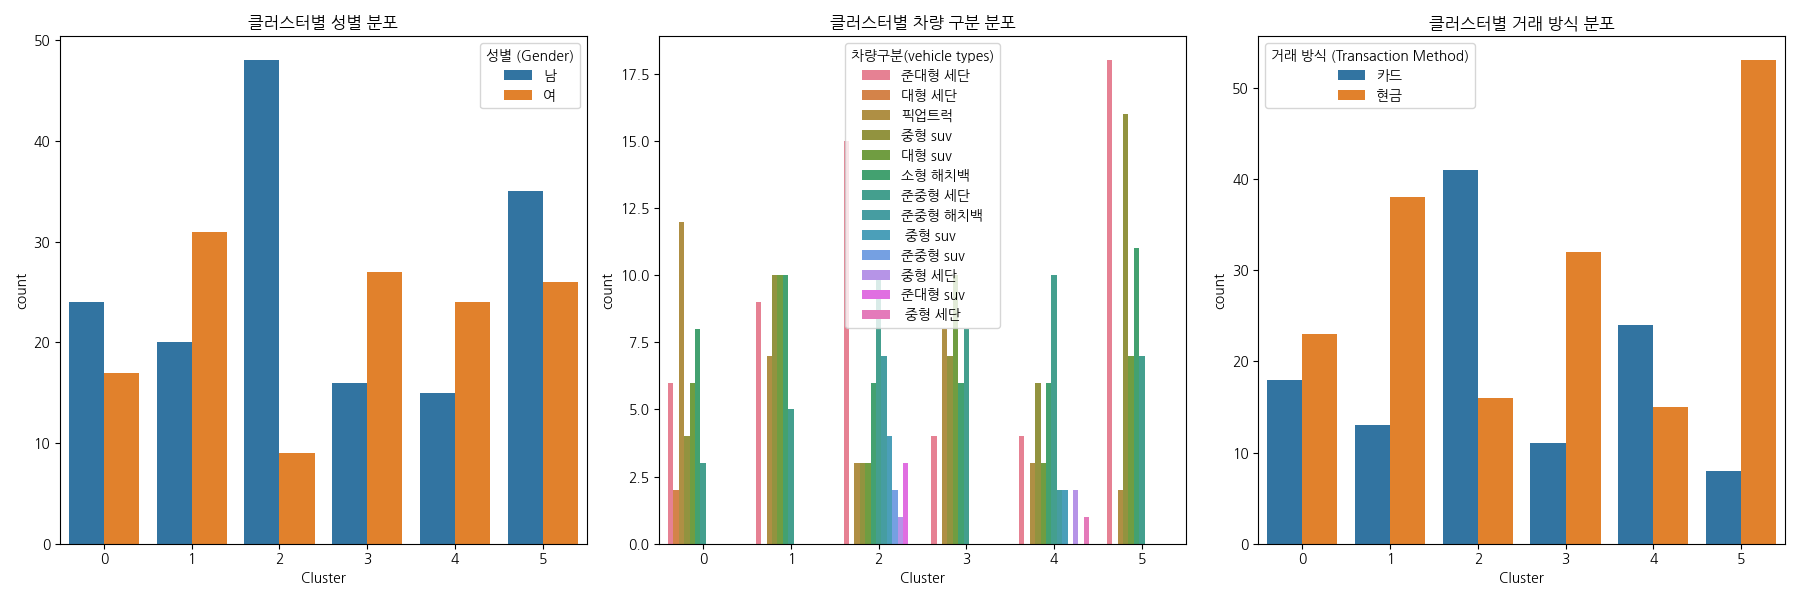 클러스터별 성별 분포
성별 (Gender)
남
여
50
40
30
20
10
0
count
0 1 2 3 4 5
Cluster
클러스터별 차량 구분 분포
차량구분(vehicle types)
준대형 세단
대형 세단
픽업트럭
중형 suv
대형 suv
소형 해치백
준중형 세단
준중형 해치백
중형 suv
준중형 suv
중형 세단
준대형 suv
중형 세단
17.5
15.0
12.5
10.0
7.5
5.0
2.5
0.0
count
0 1 2 3 4 5
Cluster
클러스터별 거래 방식 분포
거래 방식 (Transaction Method)
카드
현금
50
40
30
20
10
0
count
0 1 2 3 4 5
Cluster